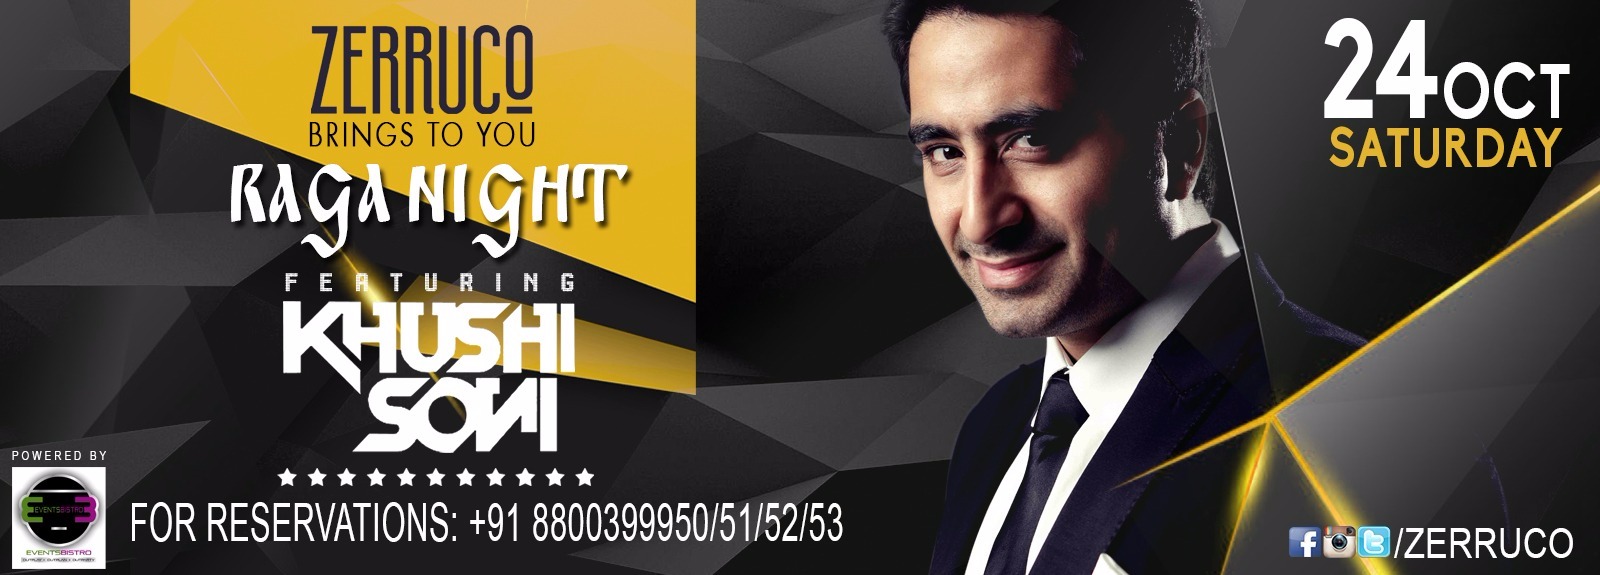 ZERRUCO
BRINGS TO YOU
RAGA NIGHT
FEATURING
KHUSHI
SONI
24 OCT
SATURDAY
POWERED BY
EVENTSBISTRO
EVENTSBISTRO
FOR RESERVATIONS: +91 8800399950/51/52/53
/ZERRUCO